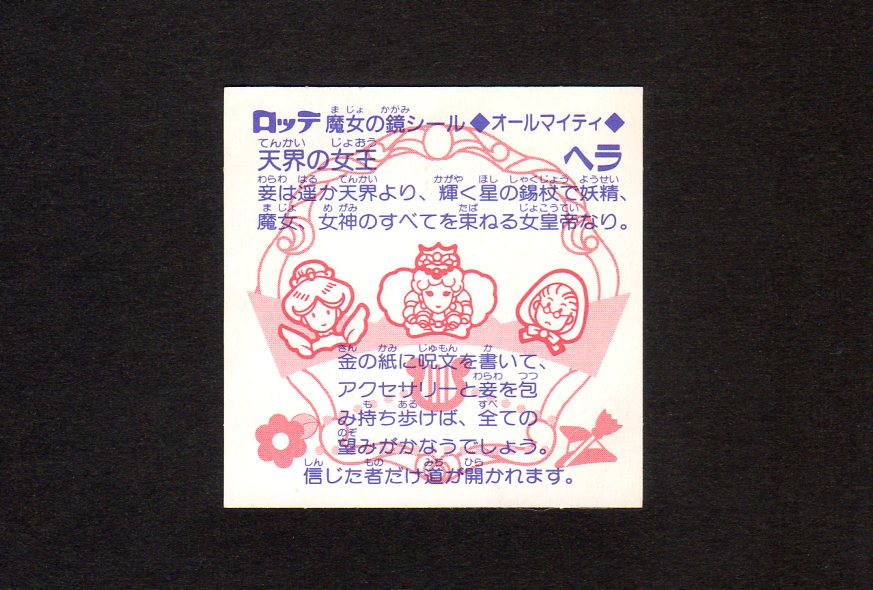 ロッテ 魔女の鏡シール◆オールマイティ◆
天界の女王 ヘラ
妾は遥か天界より、輝く星の錫杖で妖精、
魔女、女神のすべてを束ねる女皇帝なり。
金の紙に呪文を書いて、
アクセサリーと妾を包
み持ち歩けば、全ての
望みがかなうでしょう。
信じた者だけ道が開かれます。